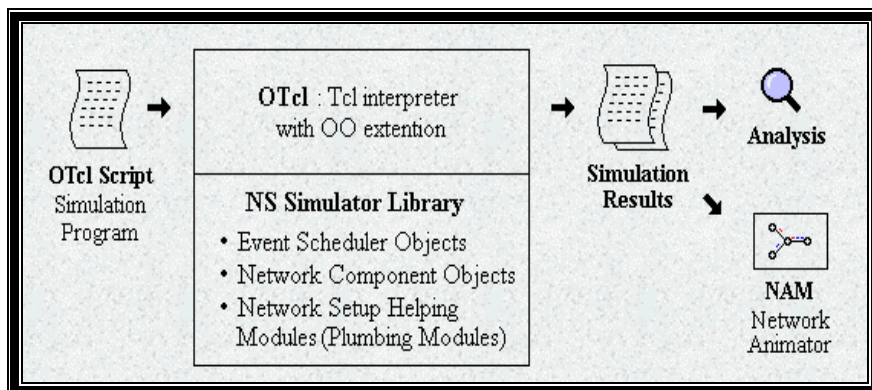 OTcl Script
Simulation
Program
OTcl : Tcl interpreter
with OO extention
NS Simulator Library
• Event Scheduler Objects
• Network Component Objects
• Network Setup Helping
Modules (Plumbing Modules)
Simulation
Results
Analysis
NAM
Network
Animator